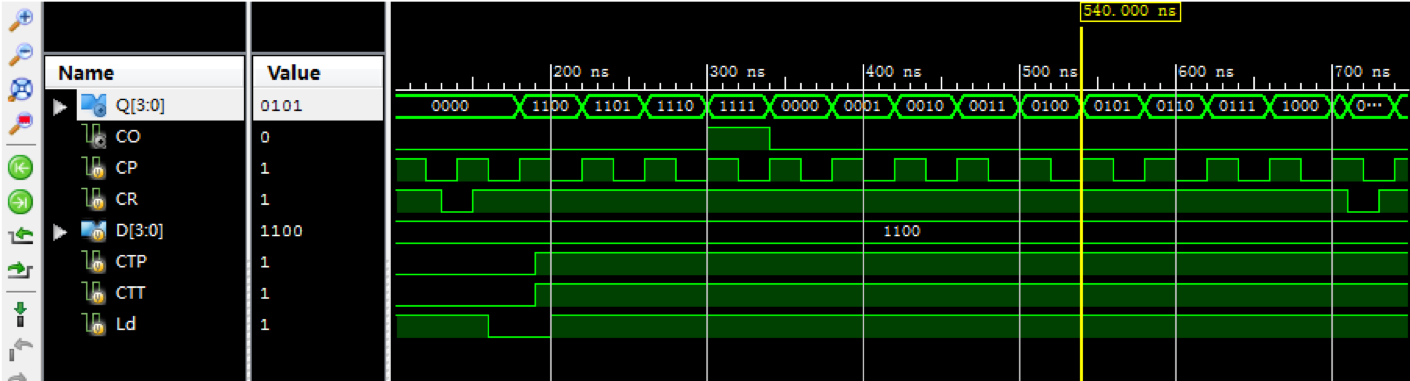 540.000 ns
Name Value
200 ns 300 ns 400 ns 500 ns 600 ns 700 ns
Q[3:0] 0101 0000 1100 1101 1110 1111 0000 0001 0010 0011 0100 0101 0110 0111 1000 0···
CO 0
CP 1
CR 1
D[3:0] 1100 1100
CTP 1
CTT 1
Ld 1